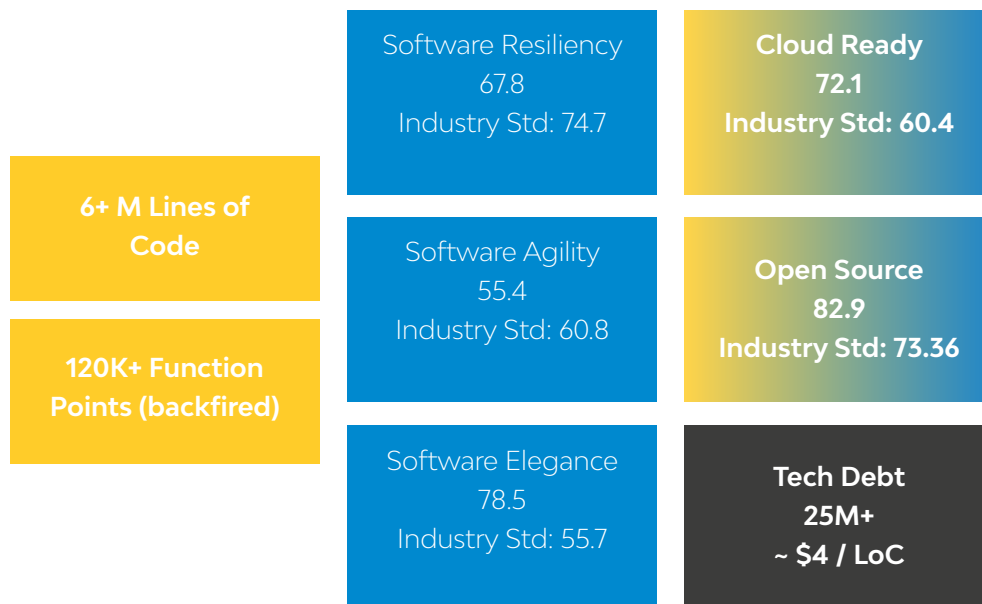 6+ M Lines of
Code
120K+ Function
Points (backfired)
Software Resiliency
67.8
Industry Std: 74.7
Software Agility
55.4
Industry Std: 60.8
Software Elegance
78.5
Industry Std: 55.7
Cloud Ready
72.1
Industry Std: 60.4
Open Source
82.9
Industry Std: 73.36
Tech Debt
25M+
~ $4 / LoC